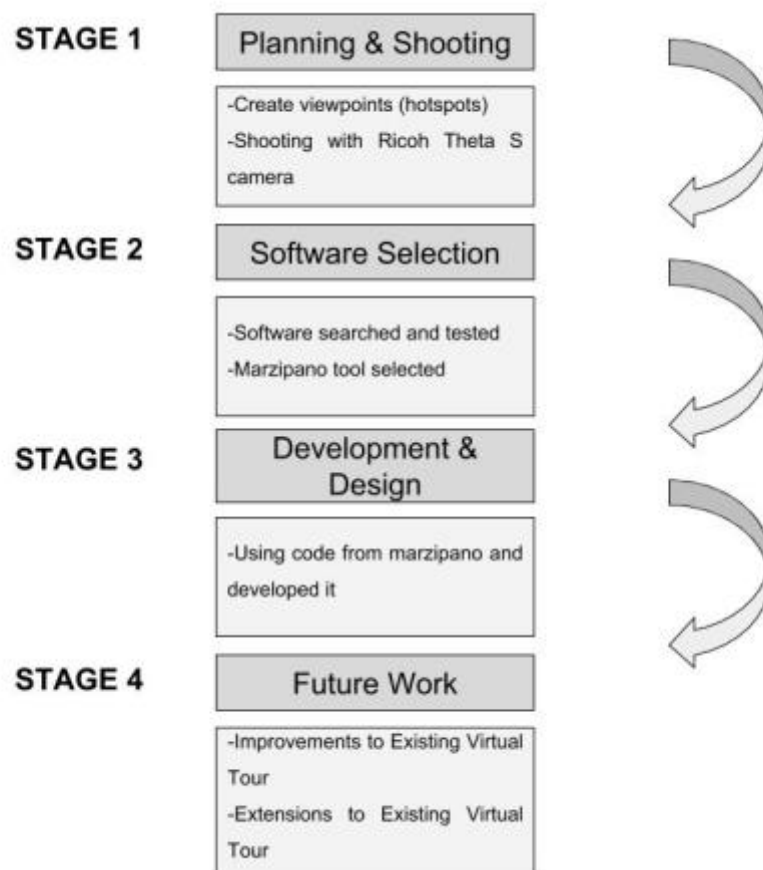 STAGE 1
Planning & Shooting
-Create viewpoints (hotspots)
-Shooting with Ricoh Theta S
camera
STAGE 2
Software Selection
-Software searched and tested
-Marzipano tool selected
STAGE 3
Development &
Design
-Using code from marzipano and
developed it
STAGE 4
Future Work
-Improvements to Existing Virtual
Tour
-Extensions to Existing Virtual
Tour